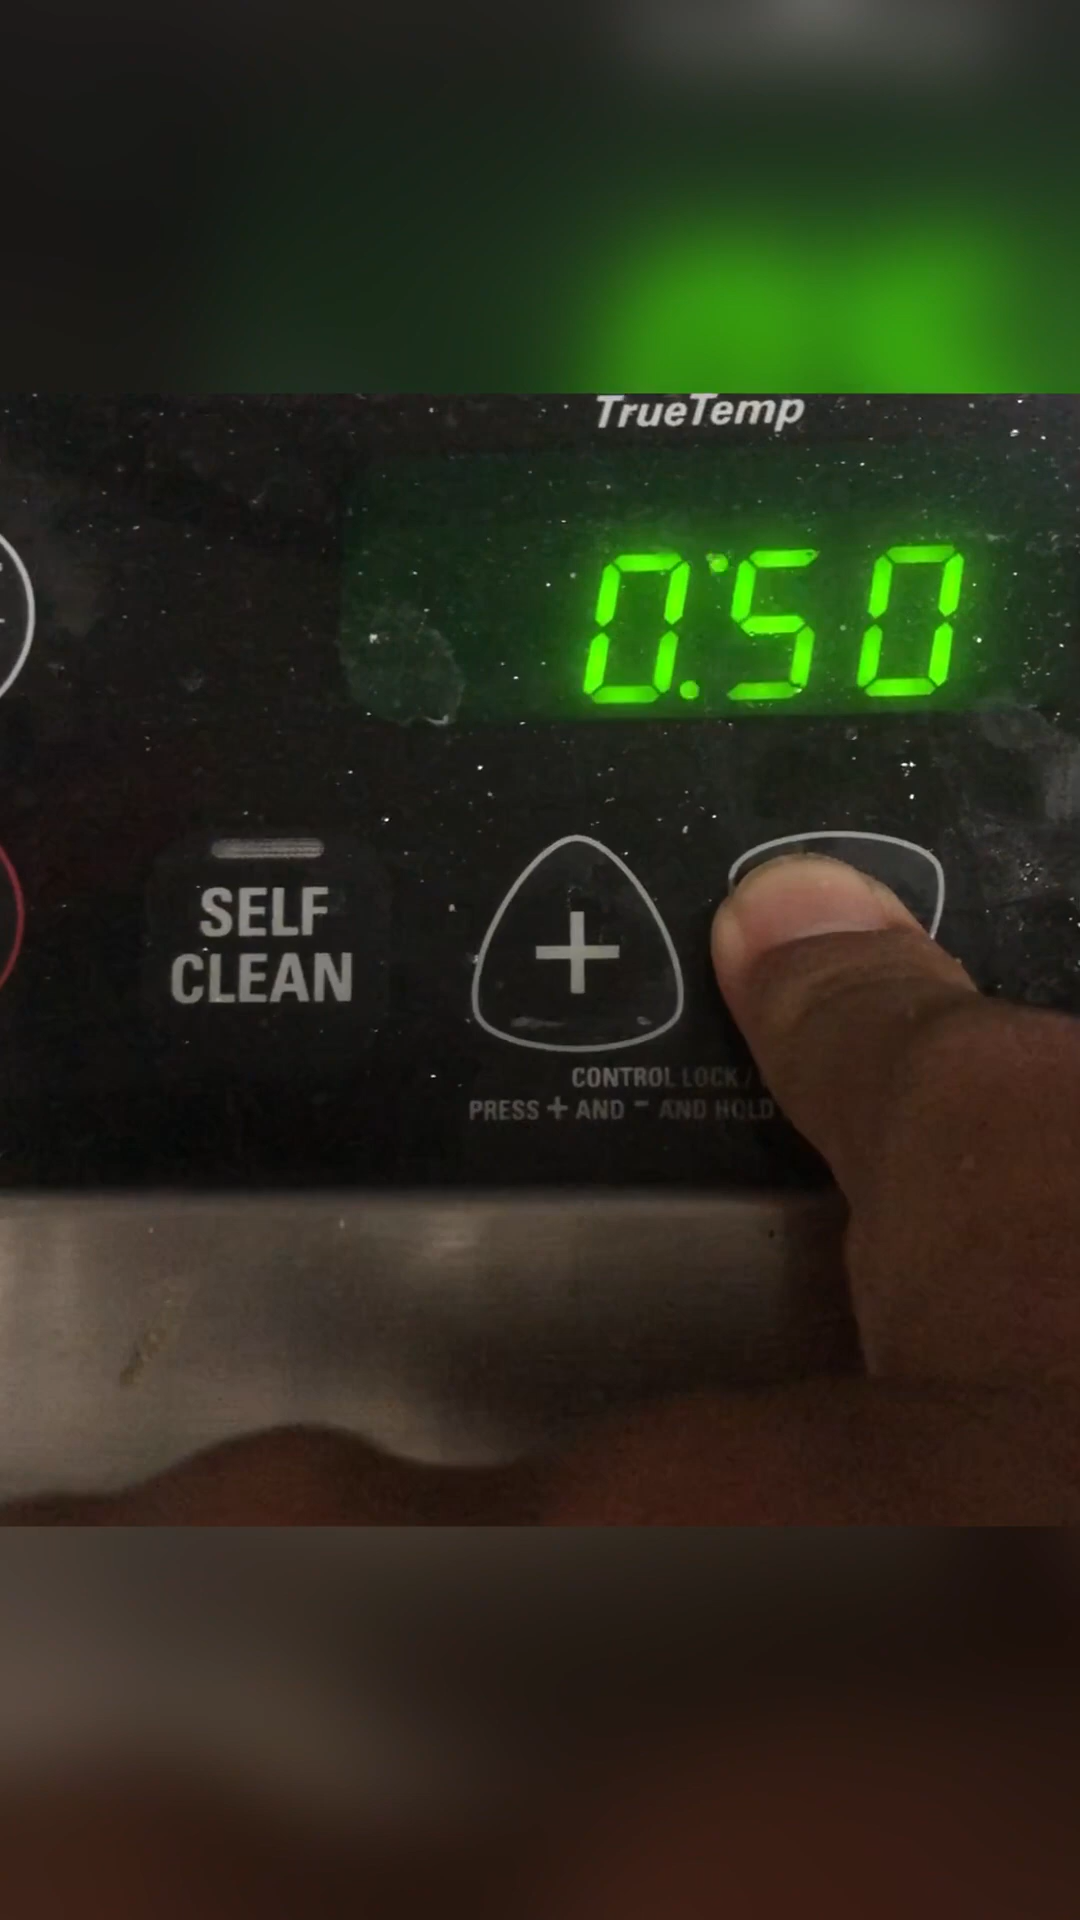 TrueTemp
0:50
SELF
CLEAN
+
CONTROL LOCK /
PRESS + AND - AND HOLD